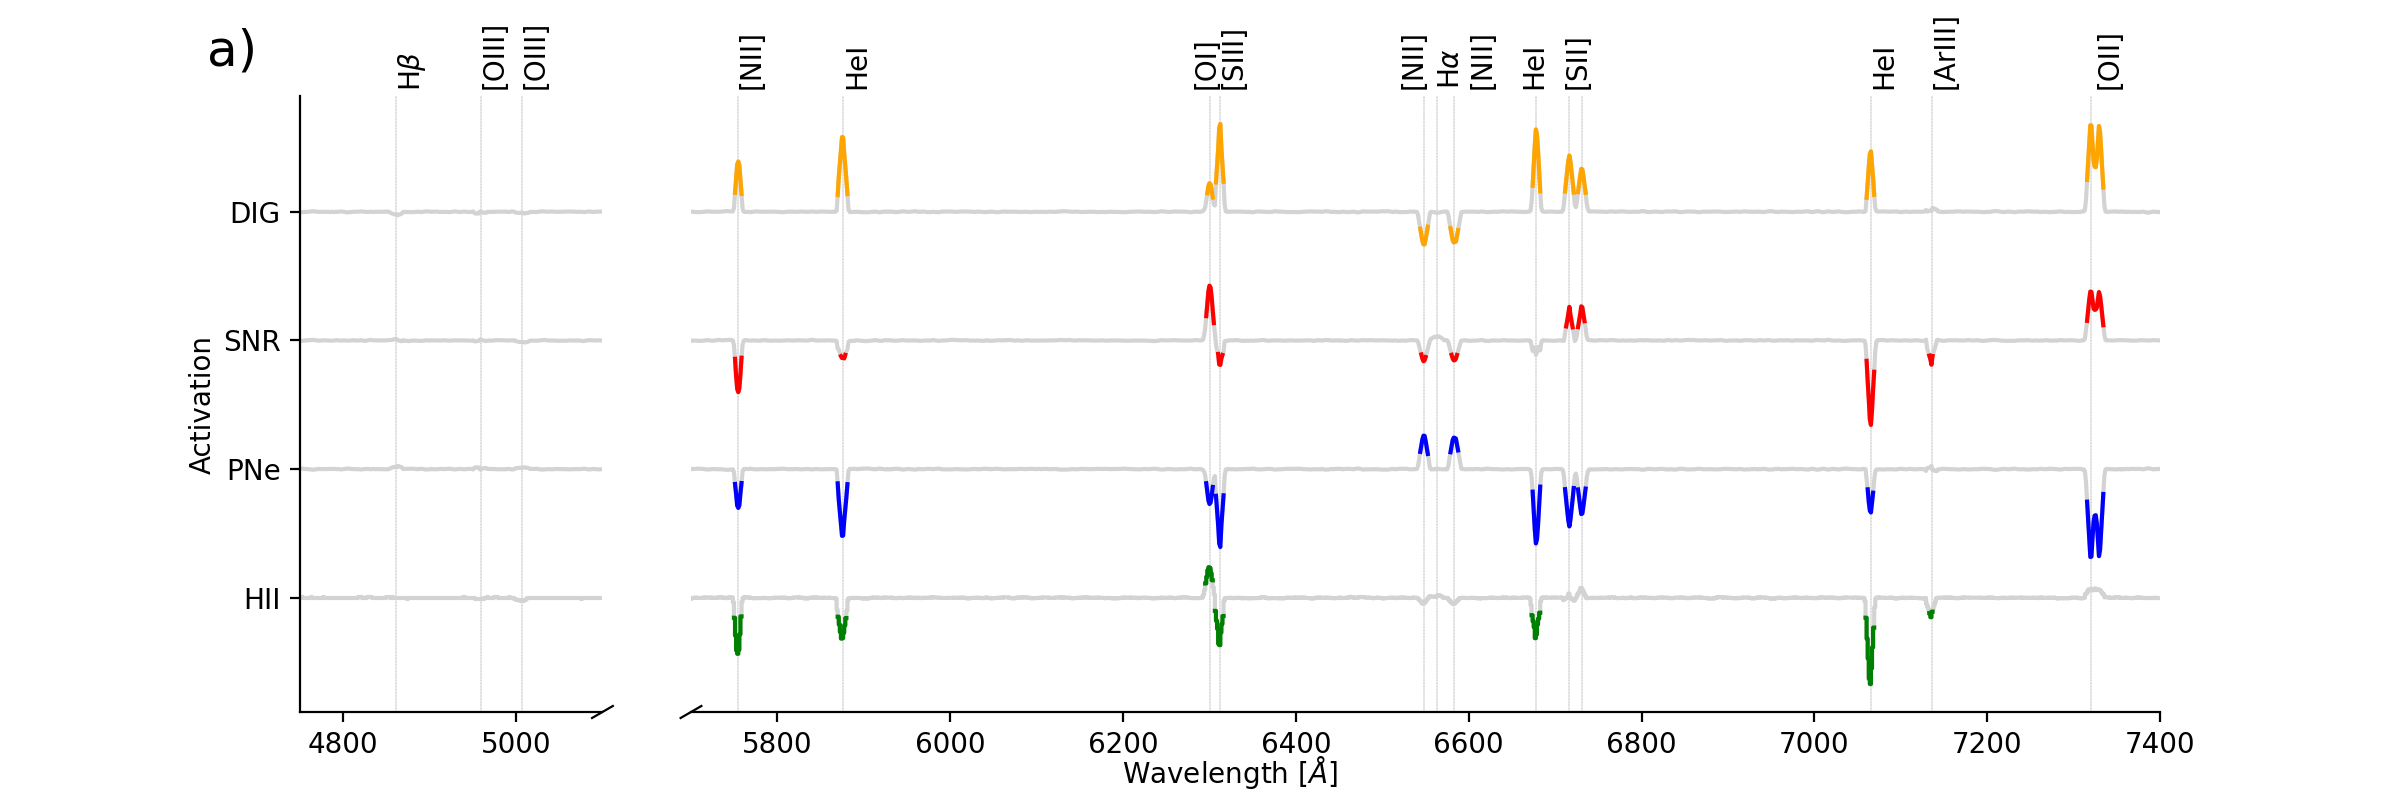 a)
Hβ
[OIII]
[OIII]
[NII]
HeI
[OI]
[SIII]
[NII]
Hα
[NII]
HeI
[SII]
HeI
[ArIII]
[OII]
Activation
DIG
SNR
PNe
HII
4800
5000
5800
6000
6200
6400
6600
6800
7000
7200
7400
Wavelength [Å]